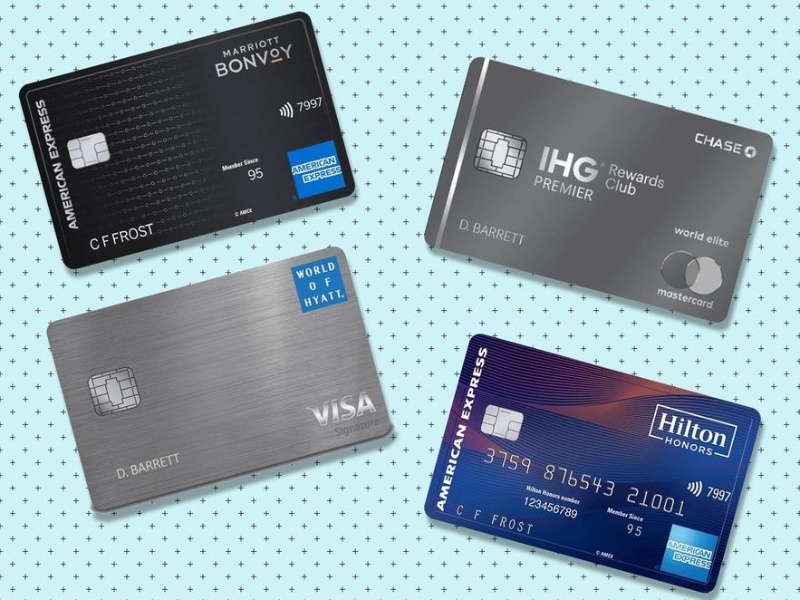 MARRIOTT
BONVOY
AMERICAN EXPRESS
7997
Member Since
95
AMERICAN
EXPRESS
© AMEX
C F FROST
CHASE
IHG® Rewards
Club
PREMIER
D. BARRETT
world elite
mastercard
WORLD
OF
HYATT.
VISA
Signature
D. BARRETT
AMERICAN EXPRESS
Hilton
HONORS
3759 876543 21001
7997
Hilton Honors number
123456789
Member Since
95
C F FROST
© AMEX
AMERICAN
EXPRESS